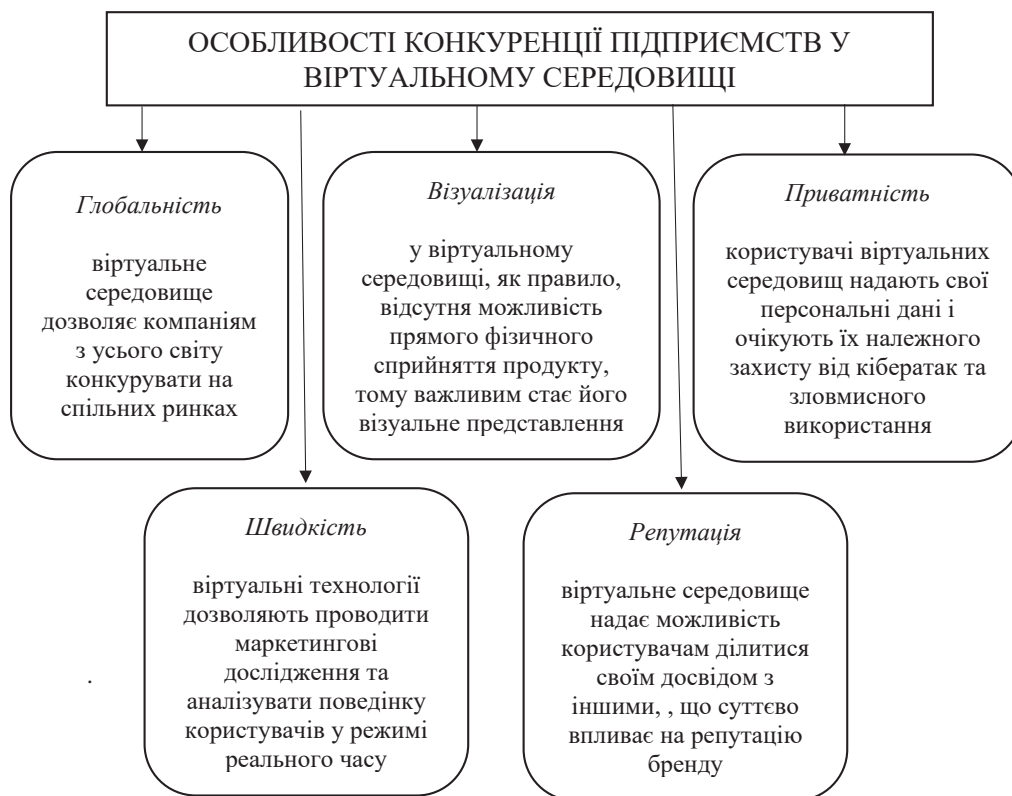 ОСОБЛИВОСТІ КОНКУРЕНЦІЇ ПІДПРИЄМСТВ У
ВІРТУАЛЬНОМУ СЕРЕДОВИЩІ
Глобальність
віртуальне
середовище
дозволяє компаніям
з усього світу
конкурувати на
спільних ринках
Візуалізація
у віртуальному
середовищі, як правило,
відсутня можливість
прямого фізичного
сприйняття продукту,
тому важливим стає його
візуальне представлення
Приватність
користувачі віртуальних
середовищ надають свої
персональні дані і
очікують їх належного
захисту від кібератак та
зловмисного
використання
Швидкість
віртуальні технології
дозволяють проводити
маркетингові
дослідження та
аналізувати поведінку
користувачів у режимі
реального часу
Репутація
віртуальне середовище
надає можливість
користувачам ділитися
своїм досвідом з
іншими, , що суттєво
впливає на репутацію
бренду
.